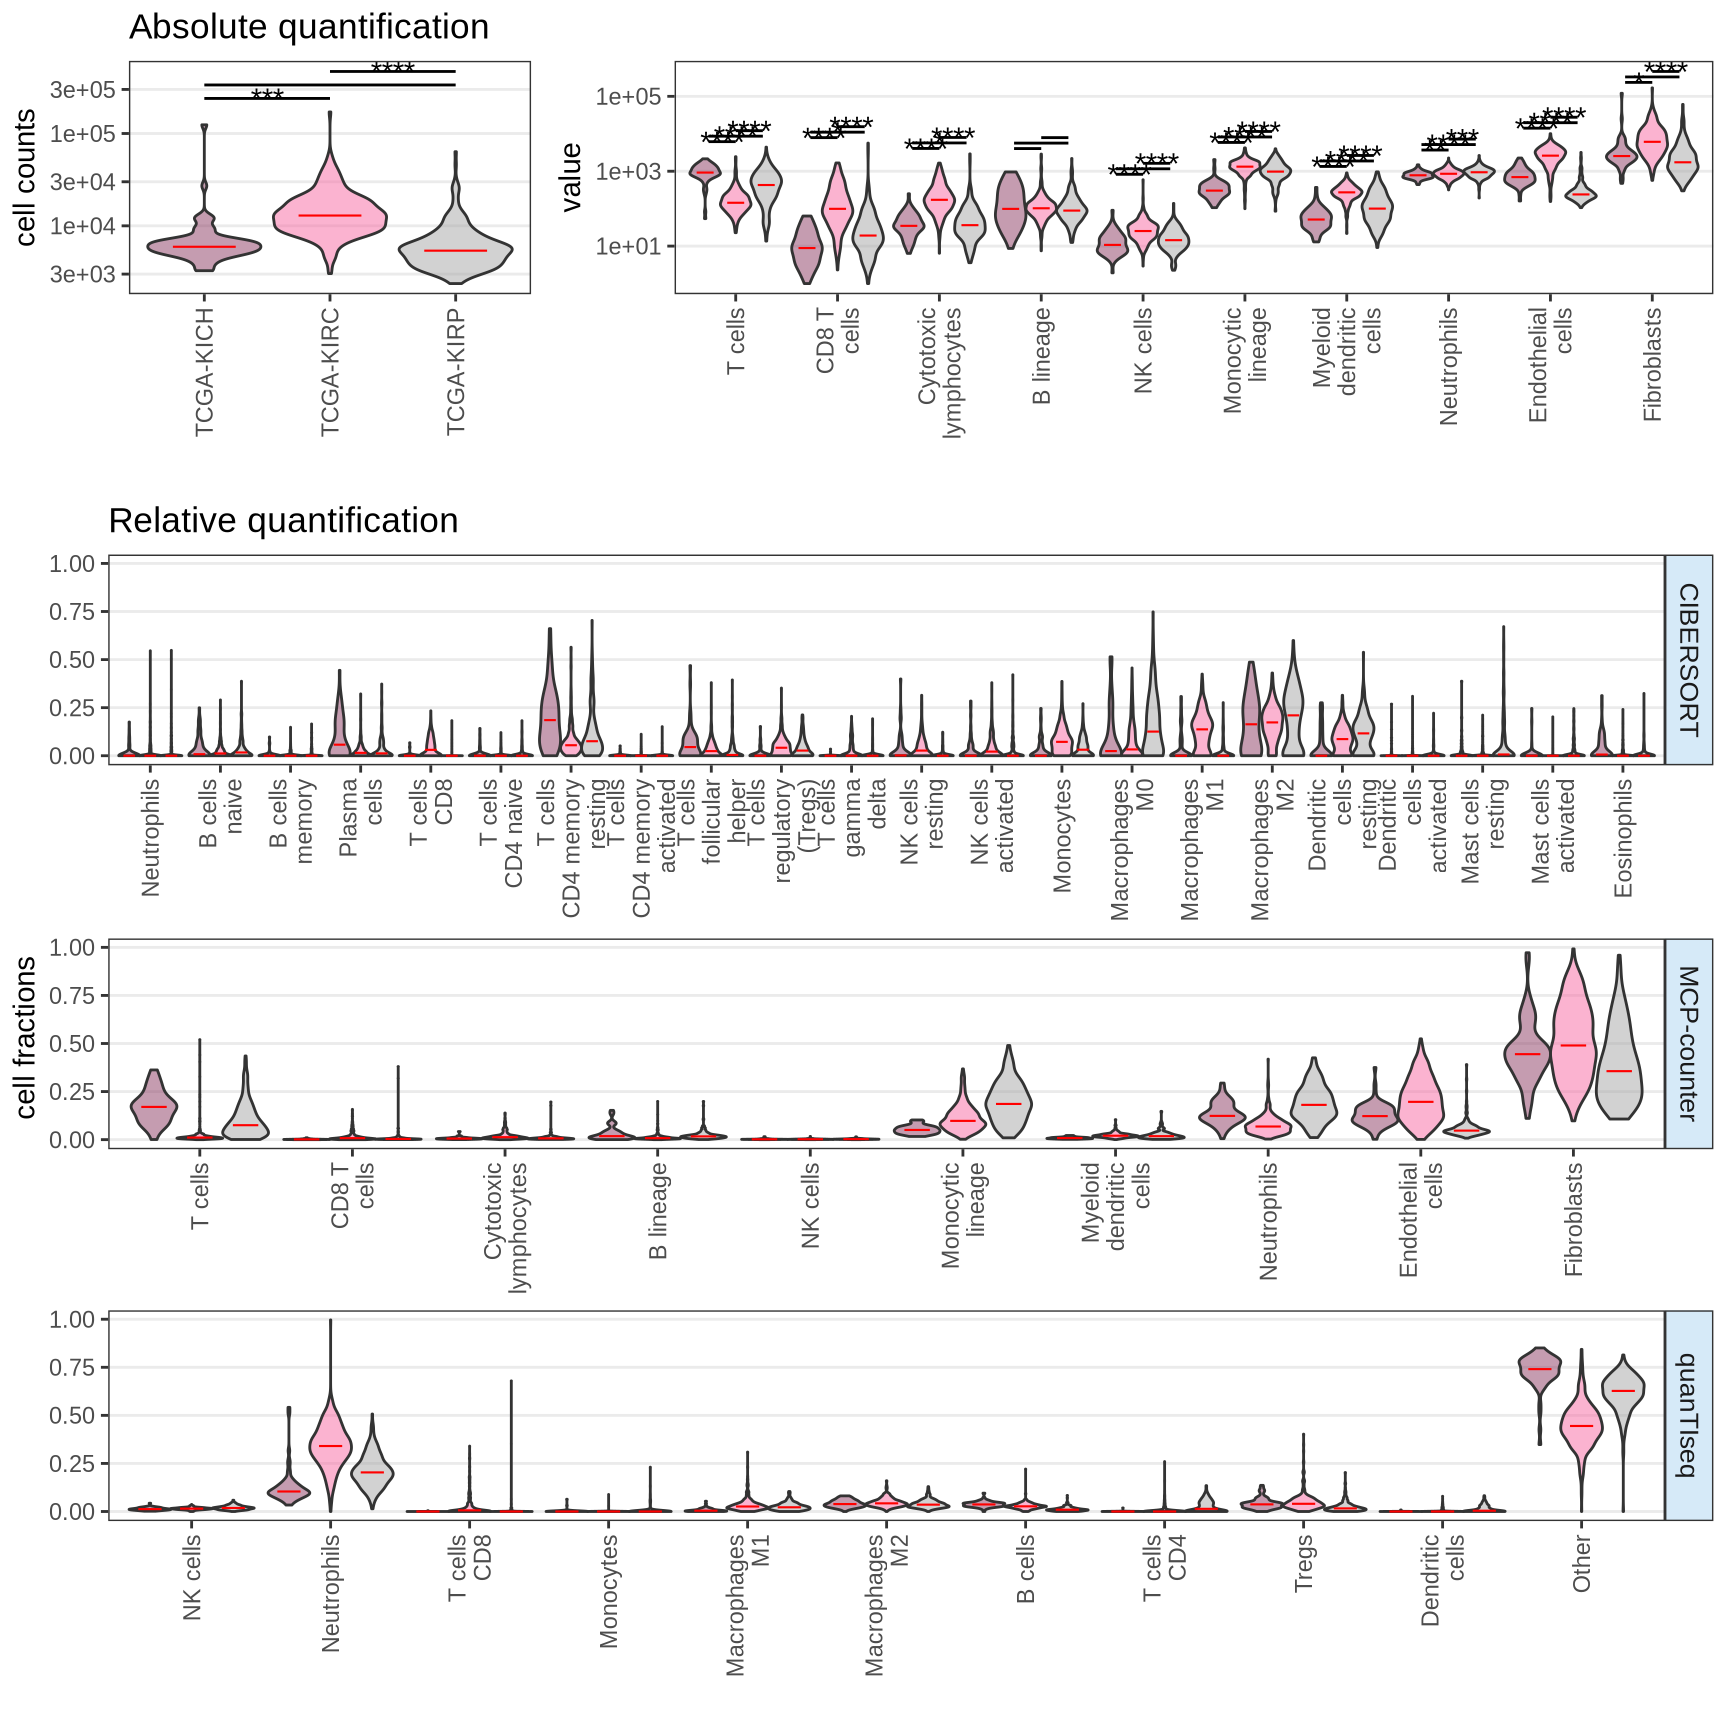 Absolute quantification
cell counts
3e+05
1e+05
3e+04
1e+04
3e+03
***
****
TCGA-KICH
TCGA-KIRC
TCGA-KIRP
value
1e+05
1e+03
1e+01
****
****
****
****
****
****
***
****
*
****
T cells
CD8 T
cells
Cytotoxic
lymphocytes
B lineage
NK cells
Monocytic
lineage
Myeloid
dendritic
cells
Neutrophils
Endothelial
cells
Fibroblasts
Relative quantification
cell fractions
1.00
0.75
0.50
0.25
0.00
CIBERSORT
Neutrophils
B cells
naive
B cells
memory
Plasma
cells
T cells
CD8
T cells
CD4 naive
T cells
CD4 memory
resting
T cells
CD4 memory
activated
T cells
follicular
helper
T cells
regulatory
(Tregs)
T cells
gamma
delta
NK cells
resting
NK cells
activated
Monocytes
Macrophages
M0
Macrophages
M1
Macrophages
M2
Dendritic
cells
resting
Dendritic
cells
activated
Mast cells
resting
Mast cells
activated
Eosinophils
1.00
0.75
0.50
0.25
0.00
MCP-counter
T cells
CD8 T
cells
Cytotoxic
lymphocytes
B lineage
NK cells
Monocytic
lineage
Myeloid
dendritic
cells
Neutrophils
Endothelial
cells
Fibroblasts
1.00
0.75
0.50
0.25
0.00
quanTIseq
NK cells
Neutrophils
T cells
CD8
Monocytes
Macrophages
M1
Macrophages
M2
B cells
T cells
CD4
Tregs
Dendritic
cells
Other